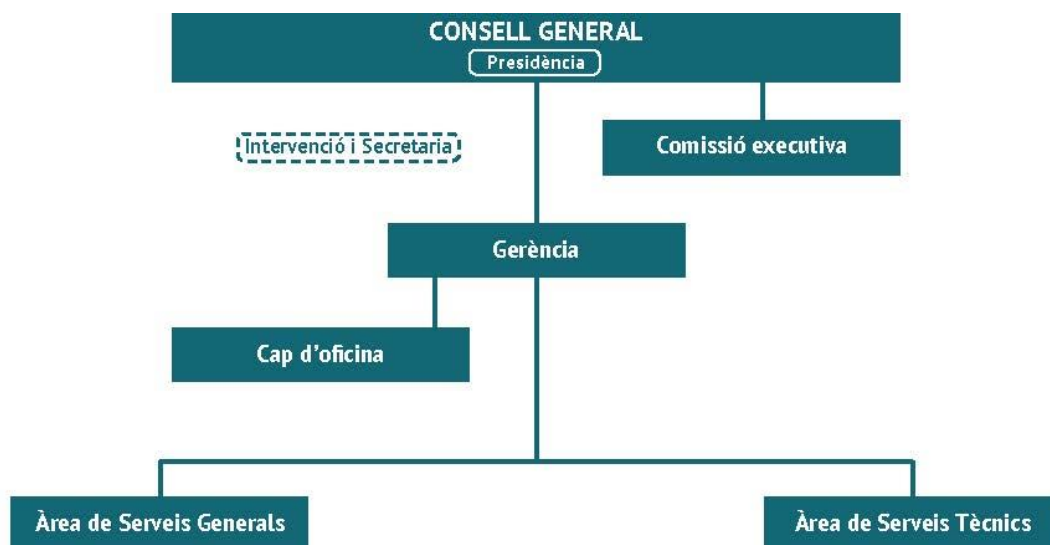 CONSELL GENERAL
Presidència
Intervenció i Secretaria
Comissió executiva
Gerència
Cap d'oficina
Àrea de Serveis Generals
Àrea de Serveis Tècnics